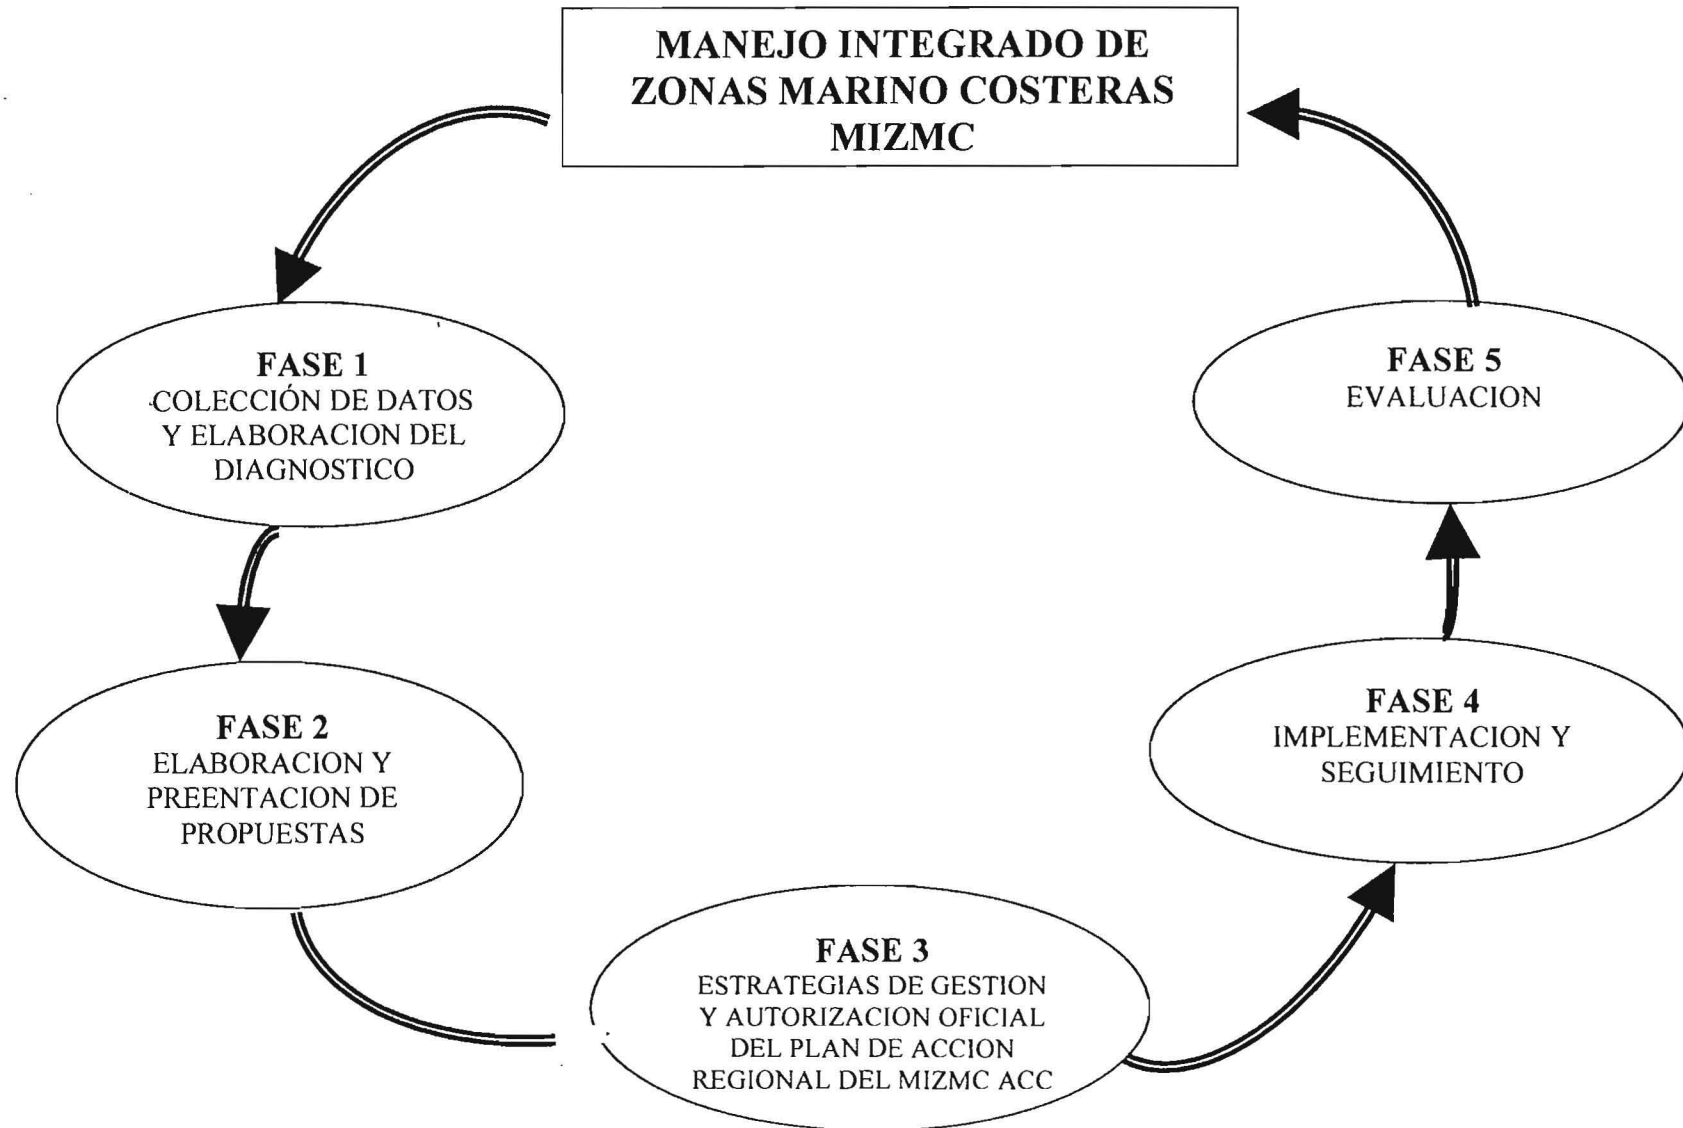 MANEJO INTEGRADO DE
ZONAS MARINO COSTERAS
MIZMC
FASE 1
COLECCIÓN DE DATOS
Y ELABORACION DEL
DIAGNOSTICO
FASE 2
ELABORACION Y
PREENTACION DE
PROPUESTAS
FASE 3
ESTRATEGIAS DE GESTION
Y AUTORIZACION OFICIAL
DEL PLAN DE ACCION
REGIONAL DEL MIZMC ACC
FASE 4
IMPLEMENTACION Y
SEGUIMIENTO
FASE 5
EVALUACION